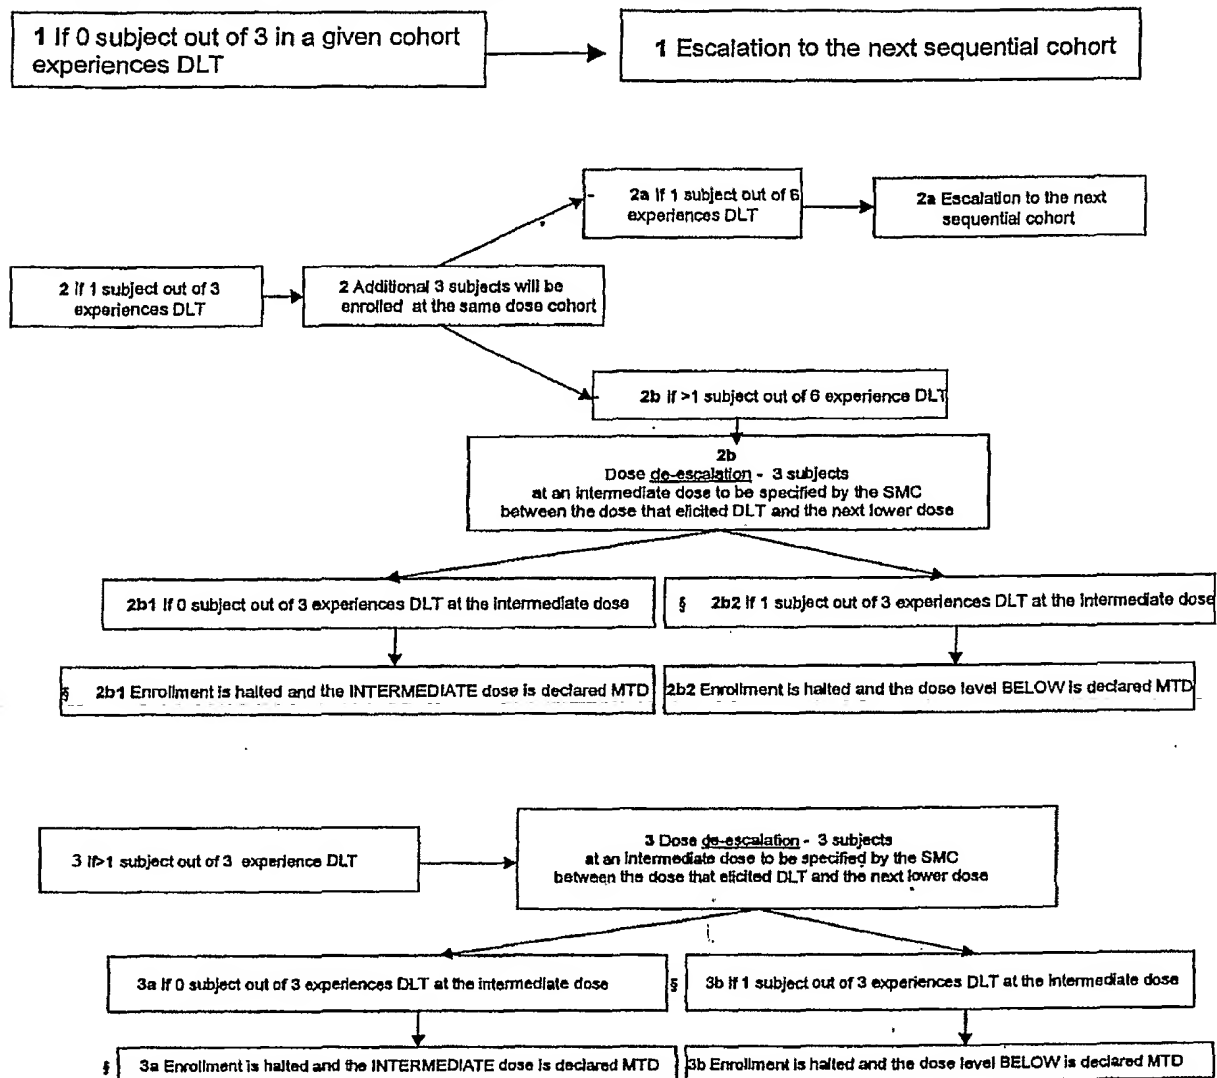 1 If 0 subject out of 3 in a given cohort
experiences DLT
1 Escalation to the next sequential cohort
- 2a If 1 subject out of 6
experiences DLT
2a Escalation to the next
sequential cohort
2 If 1 subject out of 3
experiences DLT
2 Additional 3 subjects will be
enrolled at the same dose cohort
- 2b If >1 subject out of 6 experience DLT
2b
Dose de-escalation - 3 subjects
at an intermediate dose to be specified by the SMC
between the dose that elicited DLT and the next lower dose
2b1 If 0 subject out of 3 experiences DLT at the intermediate dose
§ 2b2 If 1 subject out of 3 experiences DLT at the intermediate dose
§ 2b1 Enrollment is halted and the INTERMEDIATE dose is declared MTD
2b2 Enrollment is halted and the dose level BELOW is declared MTD
3 If>1 subject out of 3 experience DLT
3 Dose de-escalation - 3 subjects
at an intermediate dose to be specified by the SMC
between the dose that elicited DLT and the next lower dose
3a If 0 subject out of 3 experiences DLT at the intermediate dose
§ 3b If 1 subject out of 3 experiences DLT at the intermediate dose
§ 3a Enrollment is halted and the INTERMEDIATE dose is declared MTD
3b Enrollment is halted and the dose level BELOW is declared MTD